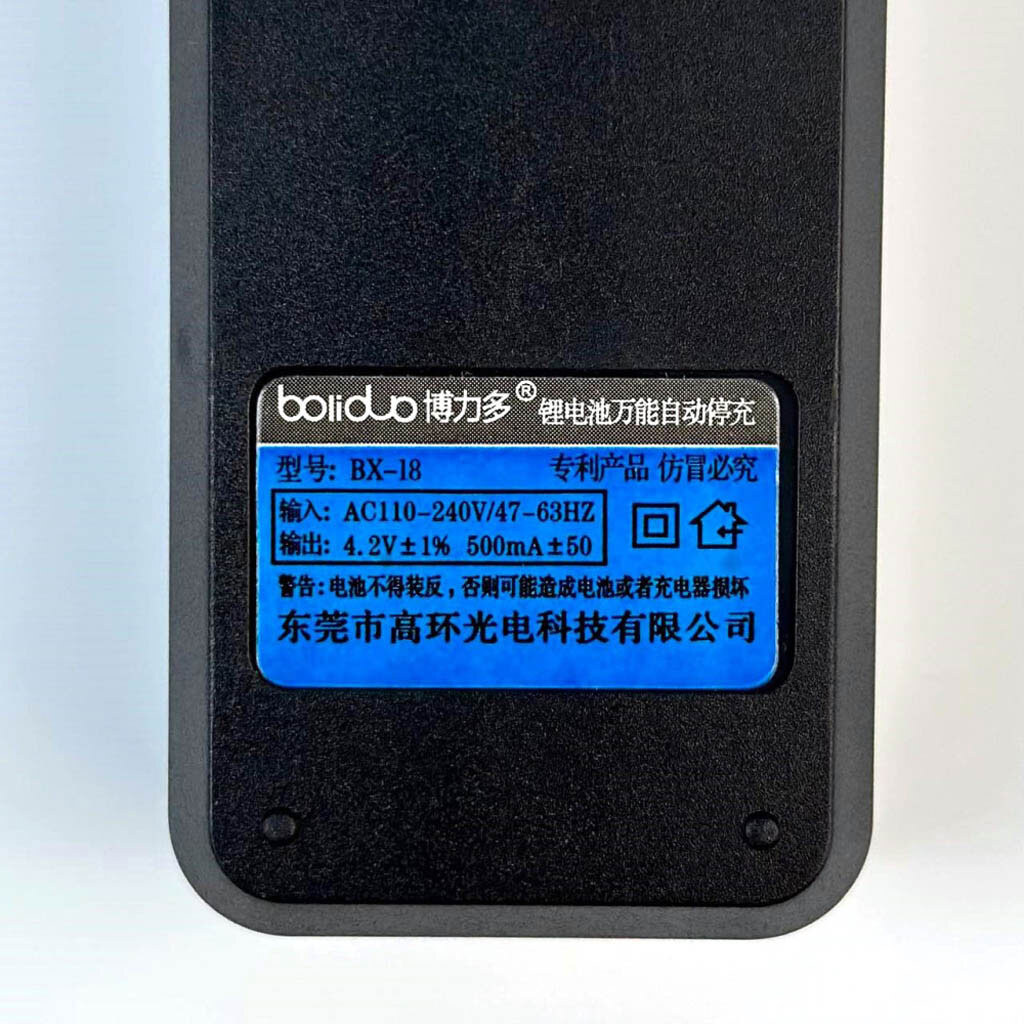 boliduo 博力多® 锂电池万能自动停充
型号: BX-18 专利产品 仿冒必究
输入: AC110-240V/47-63HZ
输出: 4.2V±1% 500mA±50
警告: 电池不得装反,否则可能造成电池或者充电器损坏
东莞市高环光电科技有限公司